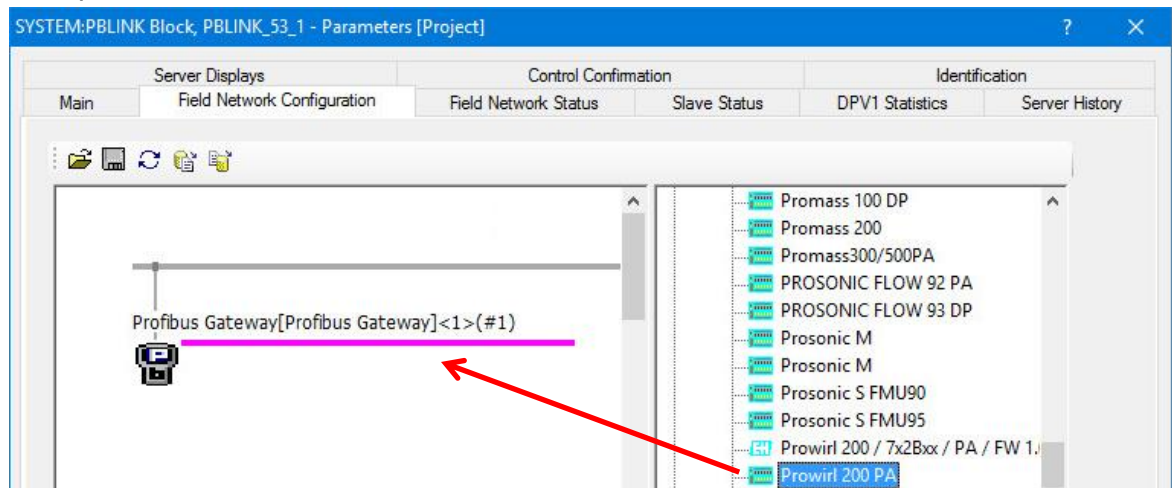 SYSTEM:PBLINK Block, PBLINK_53_1 - Parameters [Project]
Server Displays
Control Confirmation
Identification
Main
Field Network Configuration
Field Network Status
Slave Status
DPV1 Statistics
Server History
Profibus Gateway[Profibus Gateway]<1>(#1)
Promass 100 DP
Promass 200
Promass300/500PA
PROSONIC FLOW 92 PA
PROSONIC FLOW 93 DP
Prosonic M
Prosonic M
Prosonic S FMU90
Prosonic S FMU95
Prowirl 200 / 7x2Bxx / PA / FW 1.
Prowirl 200 PA